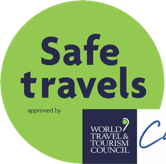 Safe
travels
approved by
WORLD
TRAVEL &
TOURISM
COUNCIL